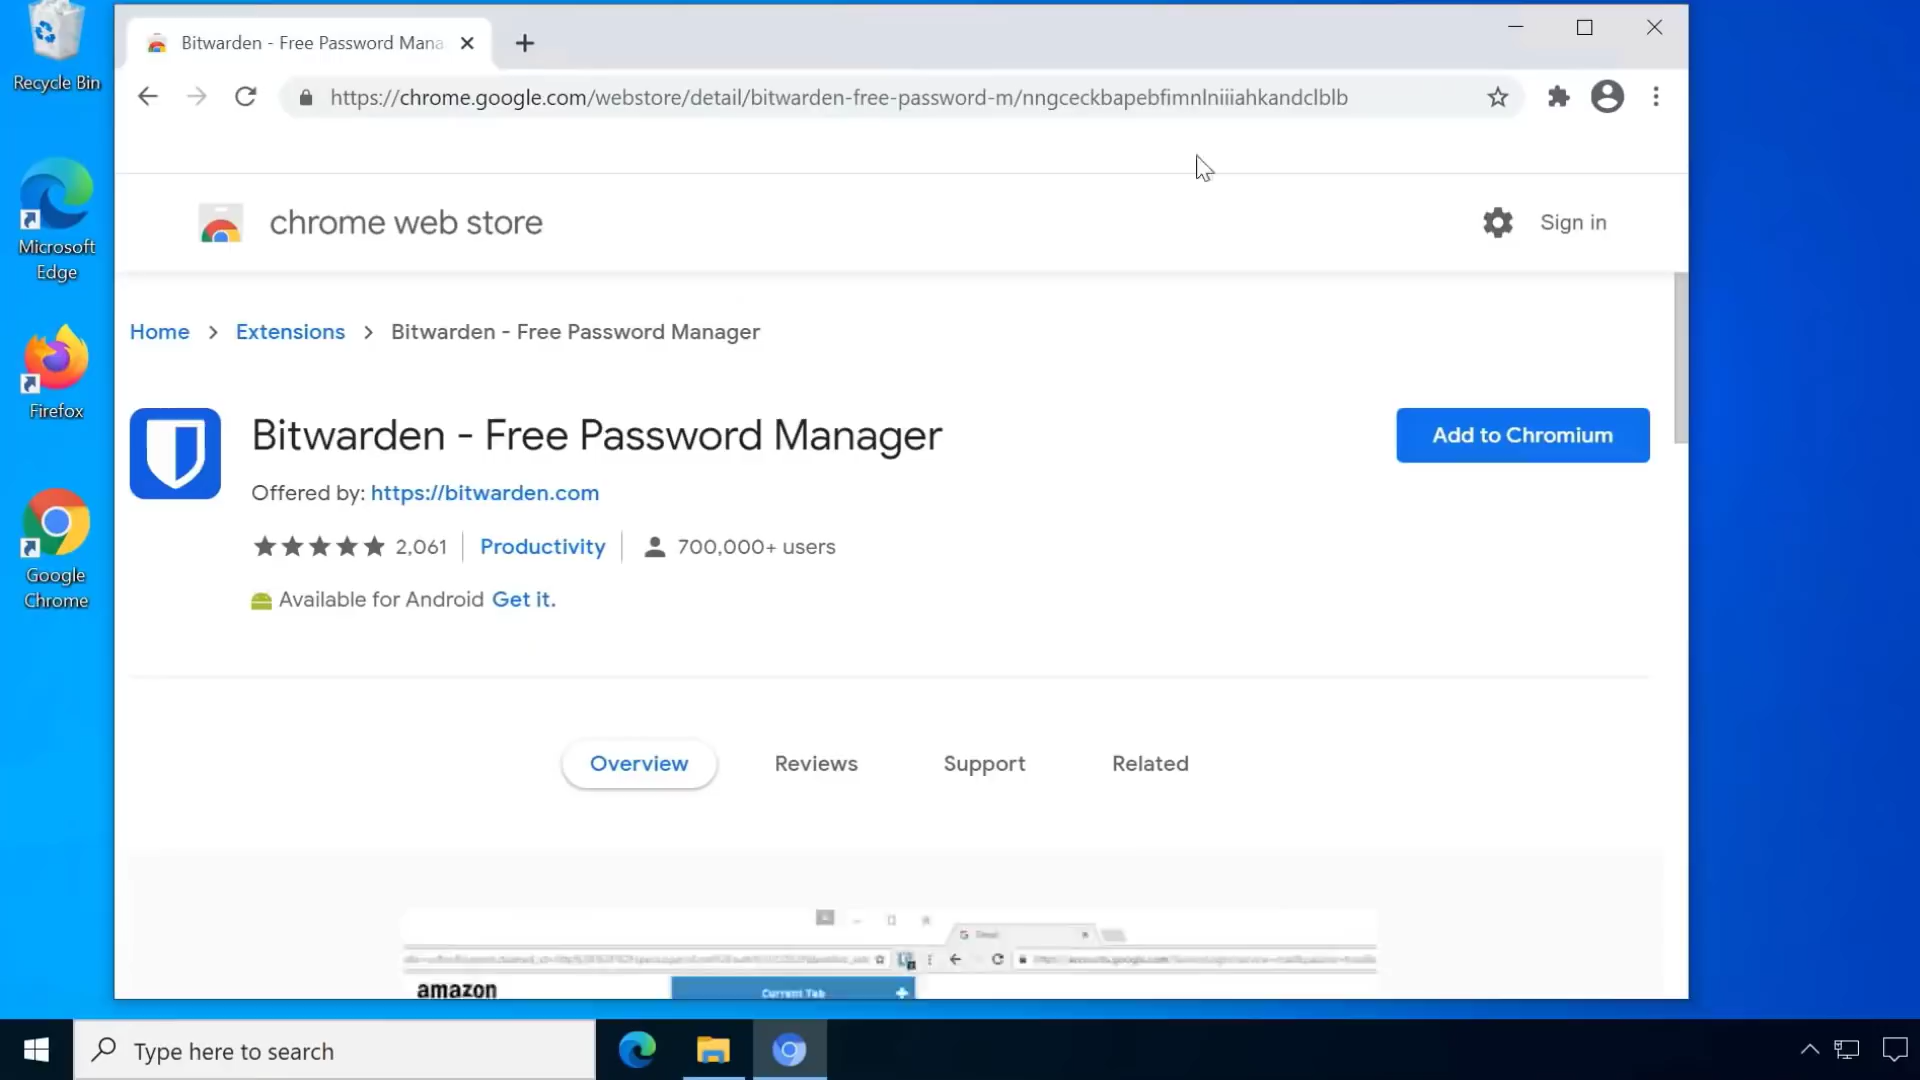 Recycle Bin
Microsoft
Edge
Firefox
Google
Chrome
Bitwarden - Free Password Mana
https://chrome.google.com/webstore/detail/bitwarden-free-password-m/nngceckbapebfimnlniiiahkandclblb
chrome web store
Sign in
Home > Extensions > Bitwarden - Free Password Manager
Bitwarden - Free Password Manager
Add to Chromium
Offered by: https://bitwarden.com
2,061
Productivity
700,000+ users
Available for Android Get it.
Overview
Reviews
Support
Related
Gmail
amazon
Current Tab
Type here to search